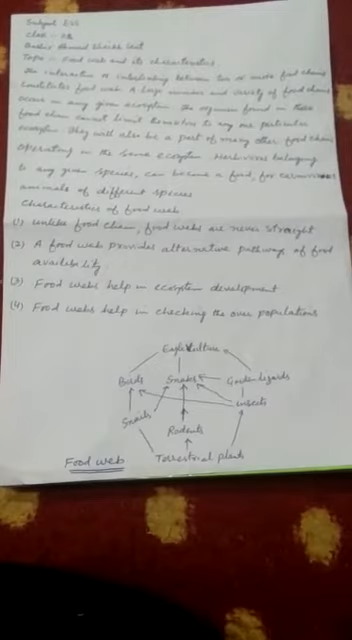 Subject EVS
Class -
Bashir Ahmad Sheikh
Topic - Food web and its characteristics
The interaction or interlinking between two or more food chains
constitutes food web. A large number and variety of food chains
occur in any given ecosystem. The organisms found in these
food chain cannot limit themselves to any one particular
ecosystem. They will also be a part of many other food chains
operating in the same ecosystem. Herbivores belonging
to any given species, can become a food, for carnivorous
animals of different species
Characteristics of food web
(1) Unlike food chain, food webs are never straight
(2) A food web provides alternative pathways of food
availability
(3) Food webs help in ecosystem development
(4) Food webs help in checking the over populations
Eagle Vulture
Birds Snakes Garden lizards
Snails insects
Rodents
Food web Terrestrial plants